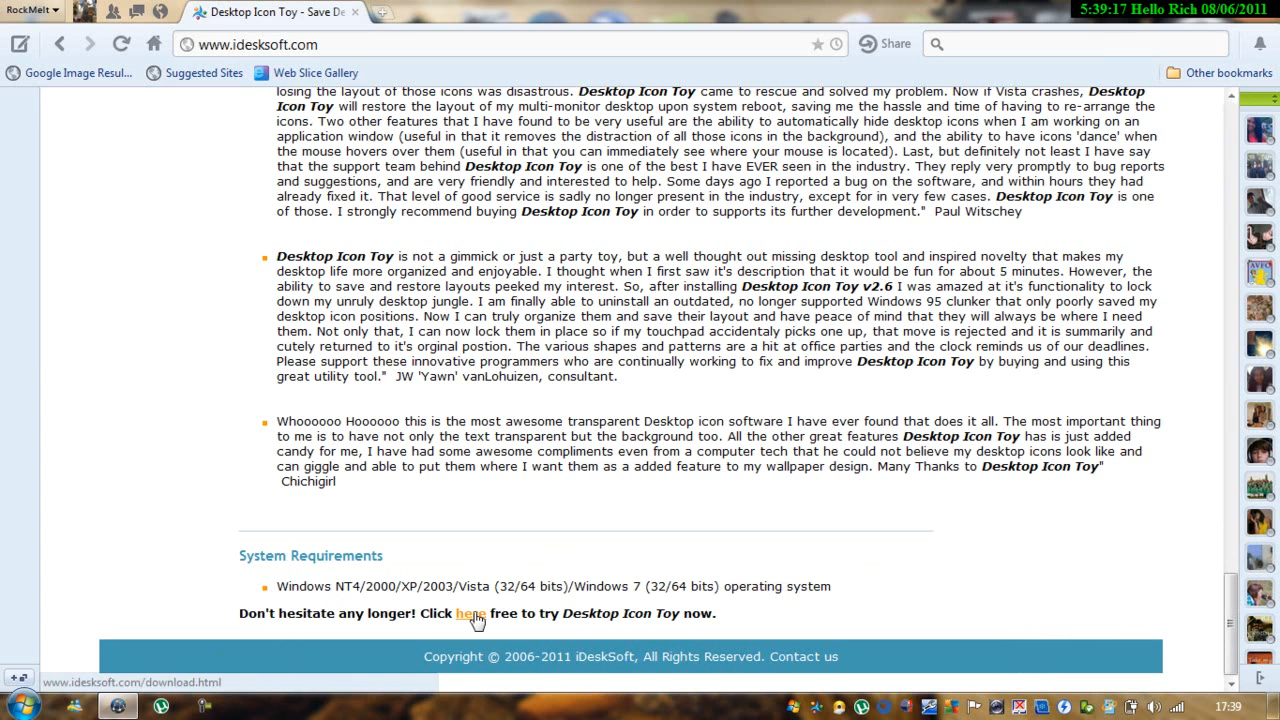 RockMelt
Desktop Icon Toy - Save De
5:39:17 Hello Rich 08/06/2011
www.idesksoft.com
Share
Google Image Resul...
Suggested Sites
Web Slice Gallery
Other bookmarks
losing the layout of those icons was disastrous. Desktop Icon Toy came to rescue and solved my problem. Now if Vista crashes, Desktop
Icon Toy will restore the layout of my multi-monitor desktop upon system reboot, saving me the hassle and time of having to re-arrange the
icons. Two other features that I have found to be very useful are the ability to automatically hide desktop icons when I am working on an
application window (useful in that it removed the distraction of all those icons in the background), and the ability to have icons 'dance' when
the mouse hovers over them (useful in that you can immediately see where your mouse is located). Last, but definitely not least I have say
that the support team behind Desktop Icon Toy is one of the best I have EVER seen in the industry. They reply very promptly to bug reports
and suggestions, and are very friendly and interested to help. Some days ago I reported a bug on the software, and within hours they had
already fixed it. That level of good service is sadly no longer present in the industry, except for in very few cases. Desktop Icon Toy is one
of those. I strongly recommend buying Desktop Icon Toy in order to supports its further development." Paul Witschey
Desktop Icon Toy is not a gimmick or just a party toy, but a well thought out missing desktop tool and inspired novelty that makes my
desktop life more organized and enjoyable. I thought when I first saw it's description that it would be fun for about 5 minutes. However, the
ability to save and restore layouts peeked my interest. So, after installing Desktop Icon Toy v2.6 I was amazed at it's functionality to lock
down my unruly desktop jungle. I am finally able to uninstall an outdated, no longer supported Windows 95 clunker that only poorly saved my
desktop icon positions. Now I can truly organize them and save their layout and have peace of mind that they will always be where I need
them. Not only that, I can now lock them in place so if my touchpad accidentaly picks one up, that move is rejected and it is summarily and
cutely returned to it's orginal postion. The various shapes and patterns are a hit at office parties and the clock reminds us of our deadlines.
Please support these innovative programmers who are continually working to fix and improve Desktop Icon Toy by buying and using this
great utility tool." JW 'Yawn' vanLohuizen, consultant.
Whoooooo Hoooooo this is the most awesome transparent Desktop icon software I have ever found that does it all. The most important thing
to me is to have not only the text transparent but the background too. All the other great features Desktop Icon Toy has is just added
candy for me, I have had some awesome compliments even from a computer tech that he could not believe my desktop icons look like and
can giggle and able to put them where I want them as a added feature to my wallpaper design. Many Thanks to Desktop Icon Toy"
Chichigirl
System Requirements
Windows NT4/2000/XP/2003/Vista (32/64 bits)/Windows 7 (32/64 bits) operating system
Don't hesitate any longer! Click here free to try Desktop Icon Toy now.
Copyright © 2006-2011 iDeskSoft, All Rights Reserved. Contact us
www.idesksoft.com/download.html
17:39